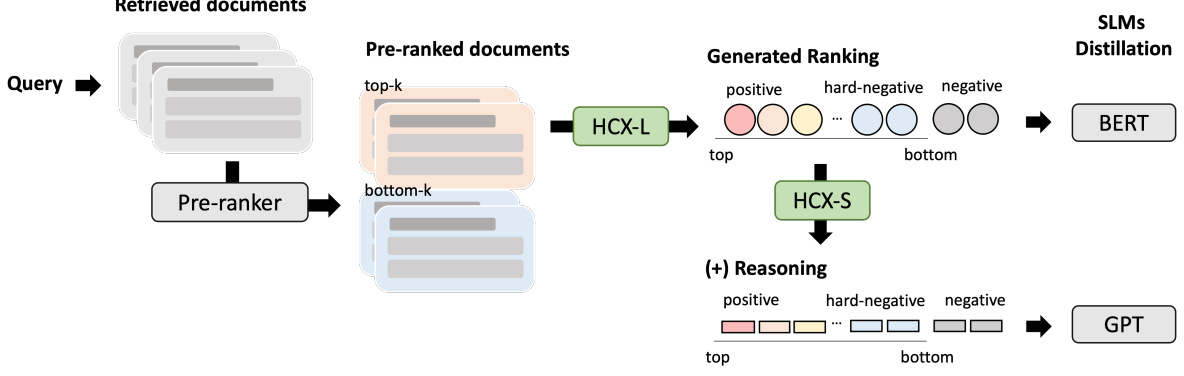 Retrieved documents
Query
Pre-ranker
Pre-ranked documents
top-k
bottom-k
HCX-L
Generated Ranking
positive
hard-negative
negative
...
top
bottom
HCX-S
(+) Reasoning
positive
hard-negative
negative
...
top
bottom
SLMs
Distillation
BERT
GPT